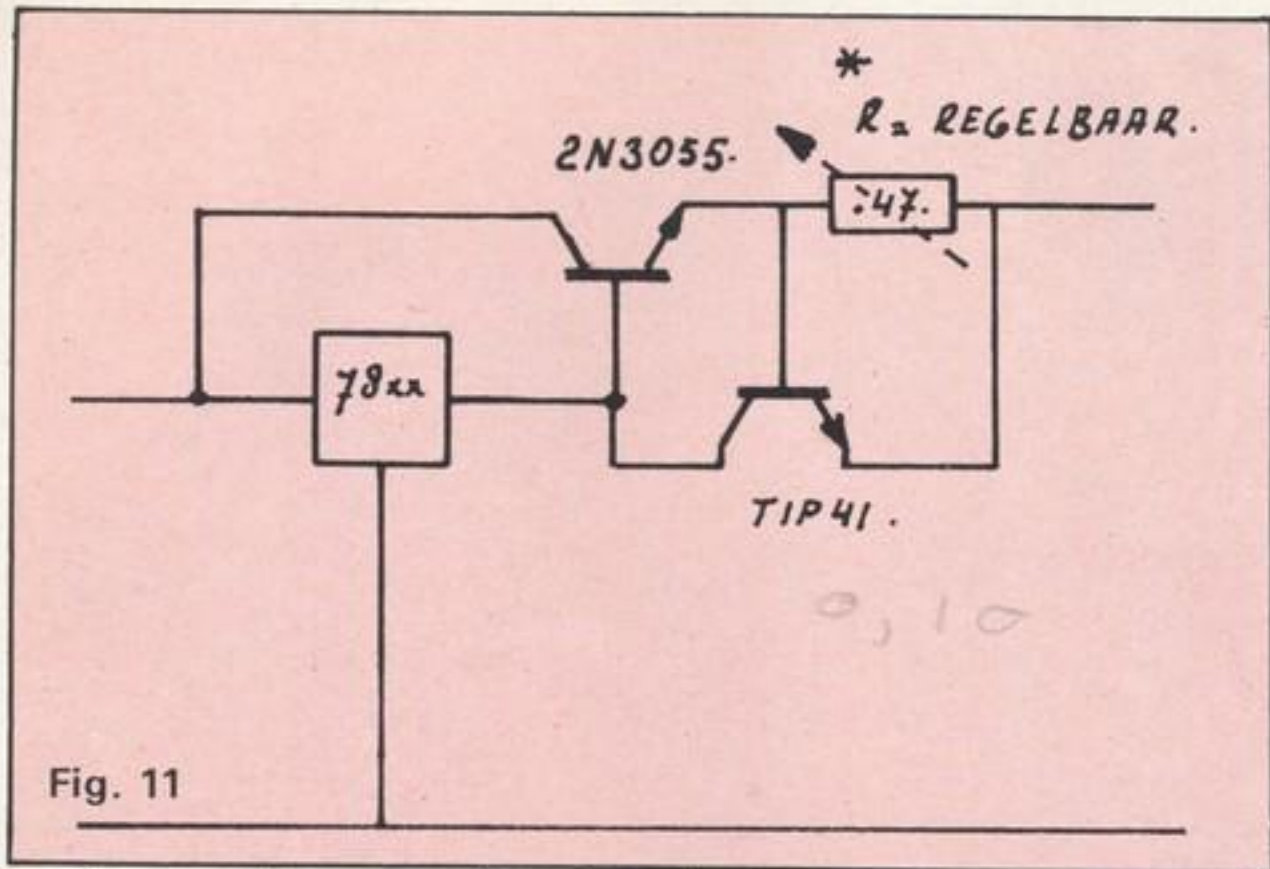 *
R = REGELBAAR.
2N3055.
:47.
78xx
TIP41.
0,10
Fig. 11